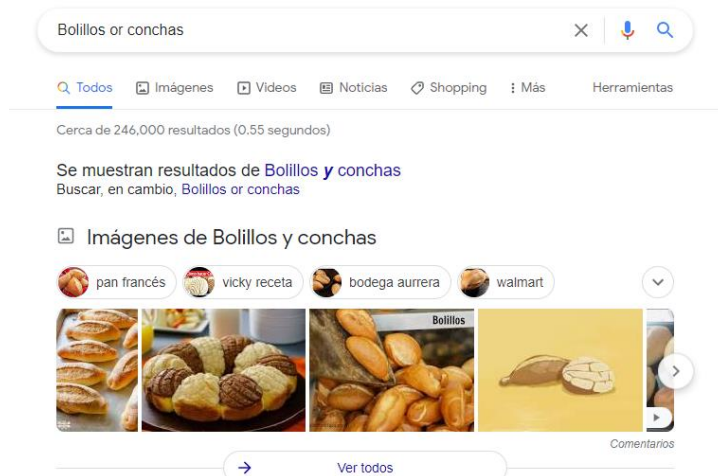 Bolillos or conchas
Todos Imágenes Videos Noticias Shopping Más Herramientas
Cerca de 246,000 resultados (0.55 segundos)
Se muestran resultados de Bolillos y conchas
Buscar, en cambio, Bolillos or conchas
Imágenes de Bolillos y conchas
pan francés vicky receta bodega aurrera walmart
Bolillos
Comentarios
Ver todos